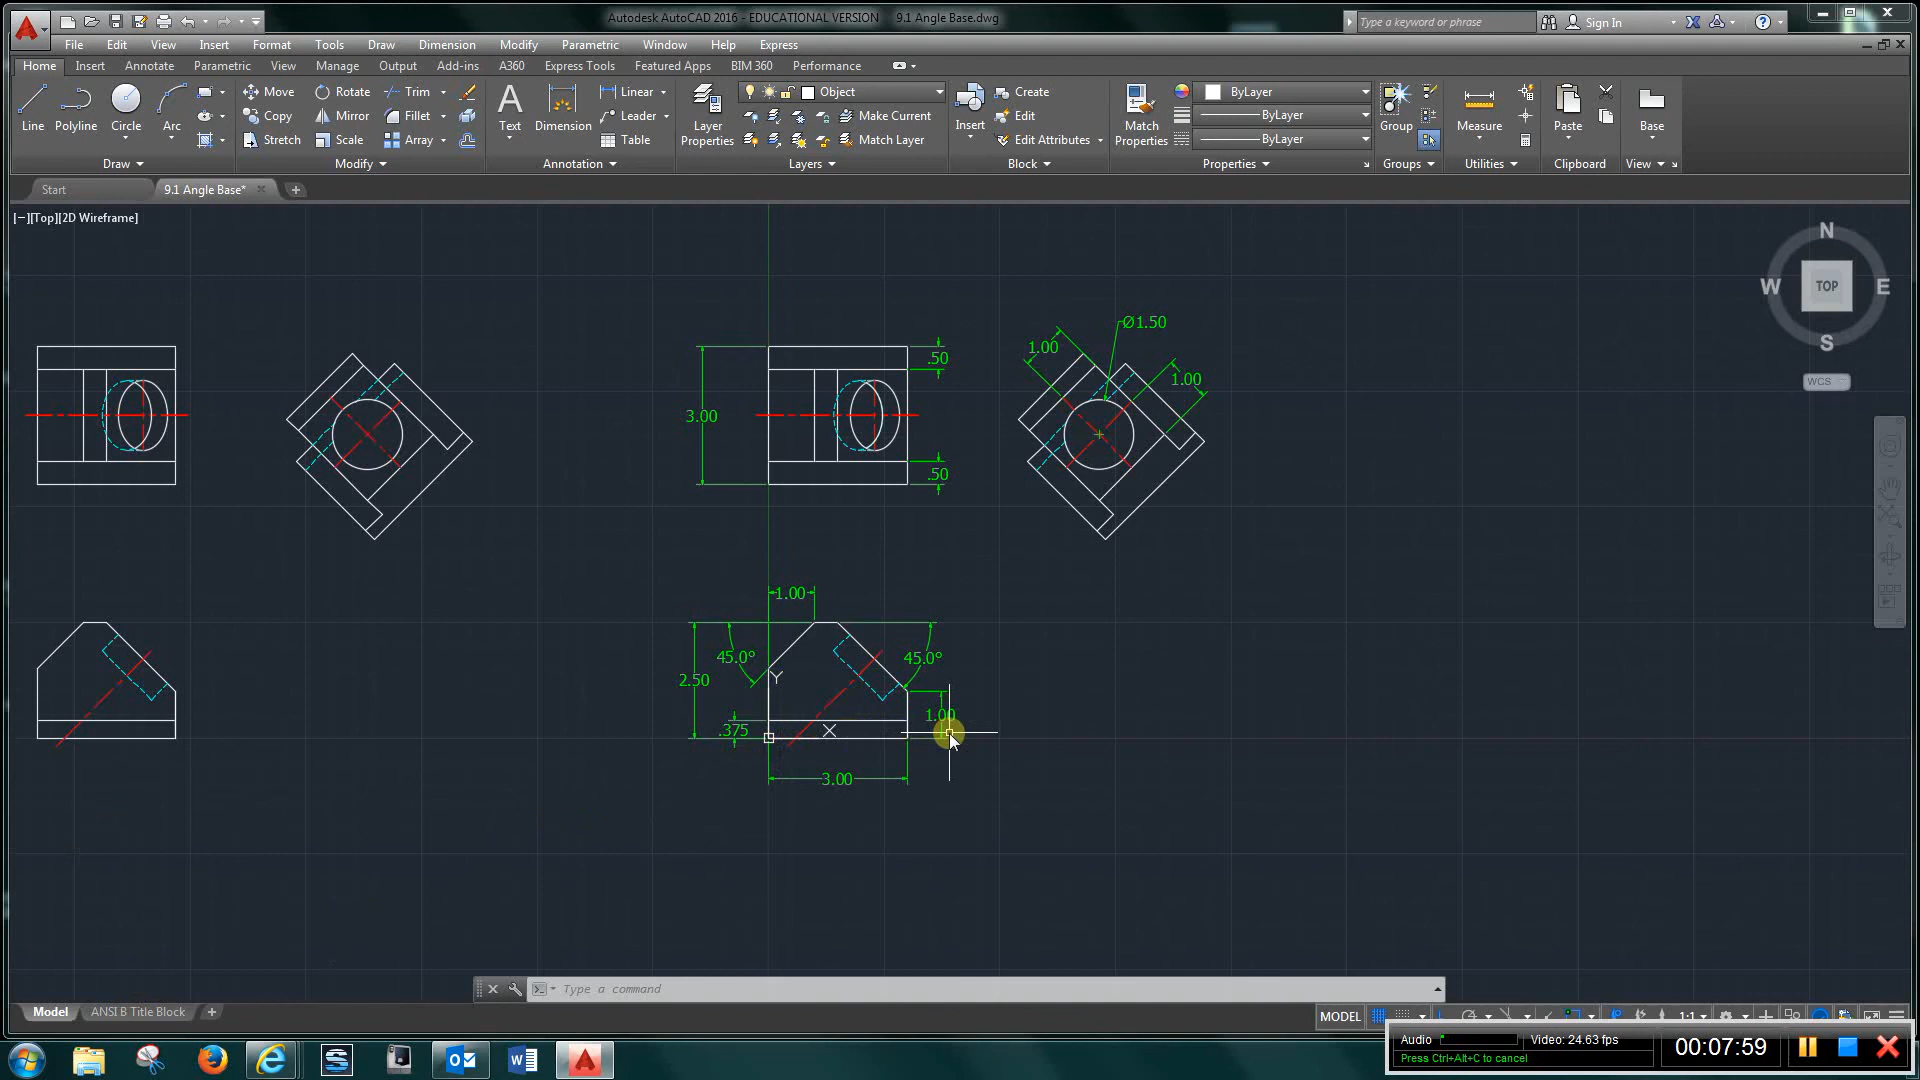 Autodesk AutoCAD 2016 - EDUCATIONAL VERSION 9.1 Angle Base.dwg
Type a keyword or phrase
Sign In
File Edit View Insert Format Tools Draw Dimension Modify Parametric Window Help Express
Home Insert Annotate Parametric View Manage Output Add-ins A360 Express Tools Featured Apps BIM 360 Performance
Line Polyline Circle Arc
Move Rotate Trim
Copy Mirror Fillet
Stretch Scale Array
Text Dimension
Linear
Leader
Table
Layer Properties
Object
Make Current
Match Layer
Insert
Create
Edit
Edit Attributes
Match Properties
ByLayer
ByLayer
ByLayer
Group
Measure
Paste
Base
Draw Modify Annotation Layers Block Properties Groups Utilities Clipboard View
Start 9.1 Angle Base*
[−][Top][2D Wireframe]
N
W TOP E
S
WCS
Ø1.50
1.00
.50
1.00
3.00
.50
1.00
45.0°
45.0°
2.50
Y
1.00
.375
X
3.00
Type a command
Model ANSI B Title Block
MODEL
1:1
Audio
Video: 24.63 fps
Press Ctrl+Alt+C to cancel
00:07:59